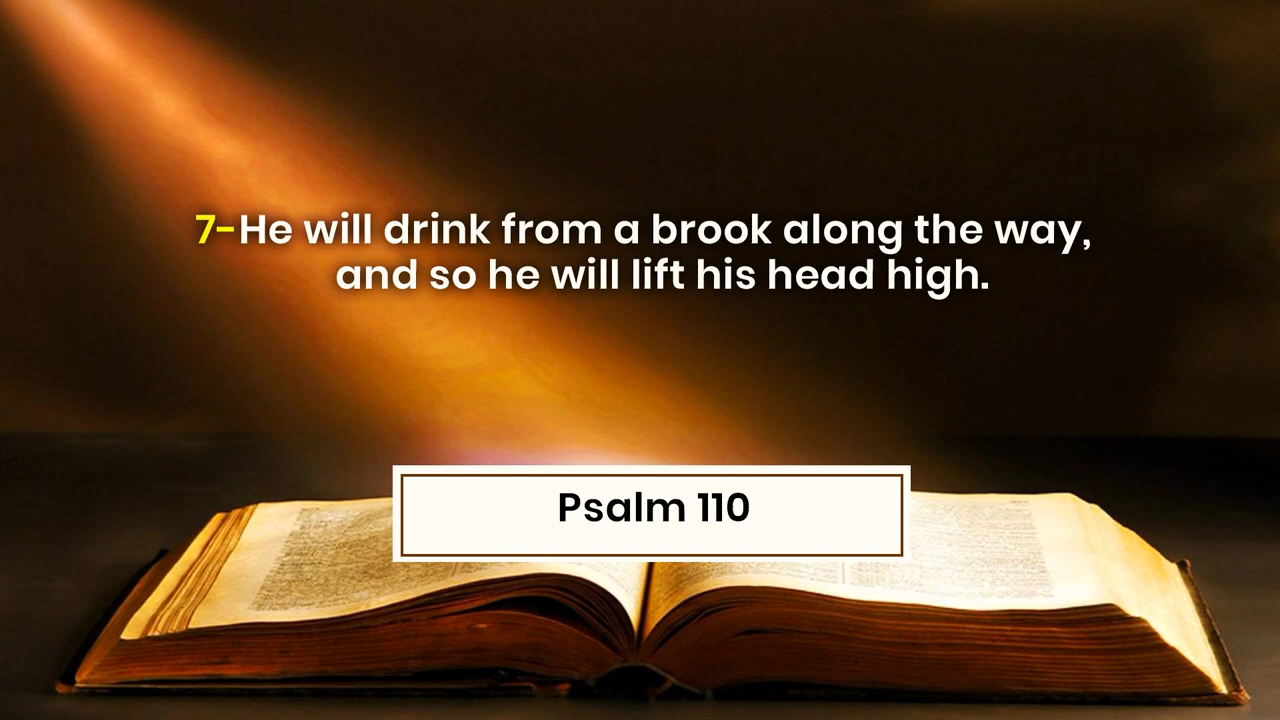 7-He will drink from a brook along the way,
and so he will lift his head high.
Psalm 110